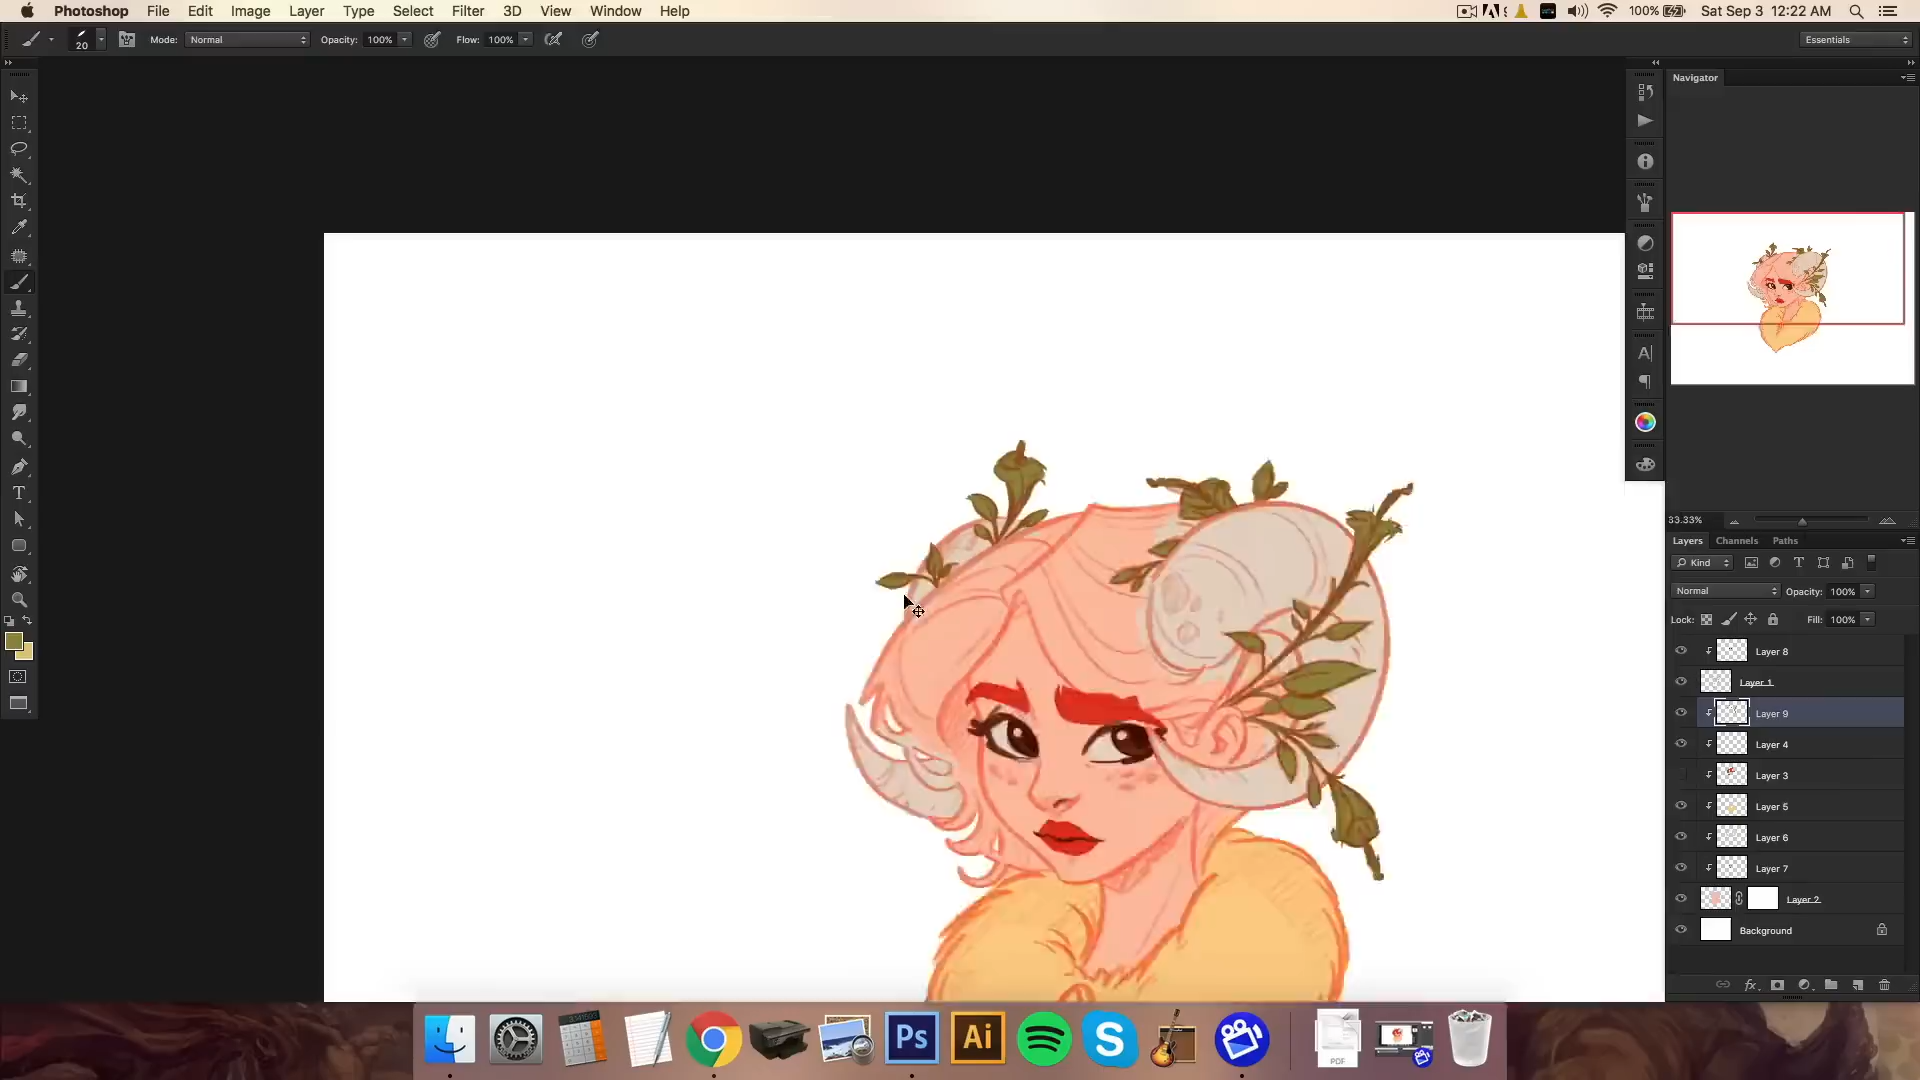 Photoshop File Edit Image Layer Type Select Filter 3D View Window Help 100% Sat Sep 3 12:22 AM
20 Mode: Normal Opacity: 100% Flow: 100% Essentials
Navigator
33.33%
Layers Channels Paths
Kind
Normal Opacity: 100%
Lock: Fill: 100%
Layer 8
Layer 1
Layer 9
Layer 4
Layer 3
Layer 5
Layer 6
Layer 7
Layer 2
Background
Ps Ai S PDF